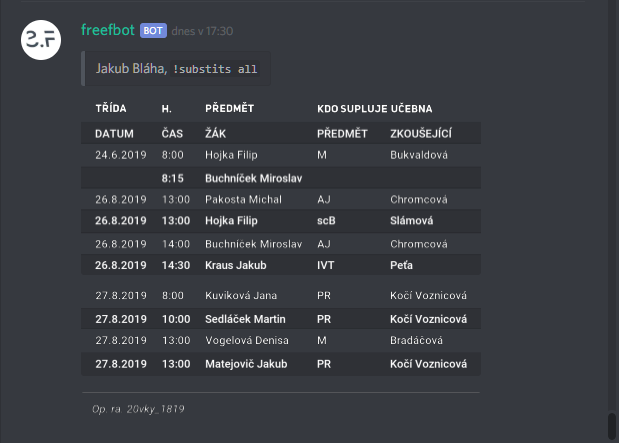 3.F
freefbot BOT dnes v 17:30
Jakub Bláha, !substits all
TŘÍDA H. PŘEDMĚT KDO SUPLUJE UČEBNA
DATUM ČAS ŽÁK PŘEDMĚT ZKOUŠEJÍCÍ
24.6.2019 8:00 Hojka Filip M Bukvaldová
8:15 Buchníček Miroslav
26.8.2019 13:00 Pakosta Michal AJ Chromcová
26.8.2019 13:00 Hojka Filip scB Slámová
26.8.2019 14:00 Buchníček Miroslav AJ Chromcová
26.8.2019 14:30 Kraus Jakub IVT Peťa
27.8.2019 8:00 Kuviková Jana PR Kočí Voznicová
27.8.2019 10:00 Sedláček Martin PR Kočí Voznicová
27.8.2019 13:00 Vogelová Denisa M Bradáčová
27.8.2019 13:00 Matejovič Jakub PR Kočí Voznicová
Op. ra. 20vky_1819